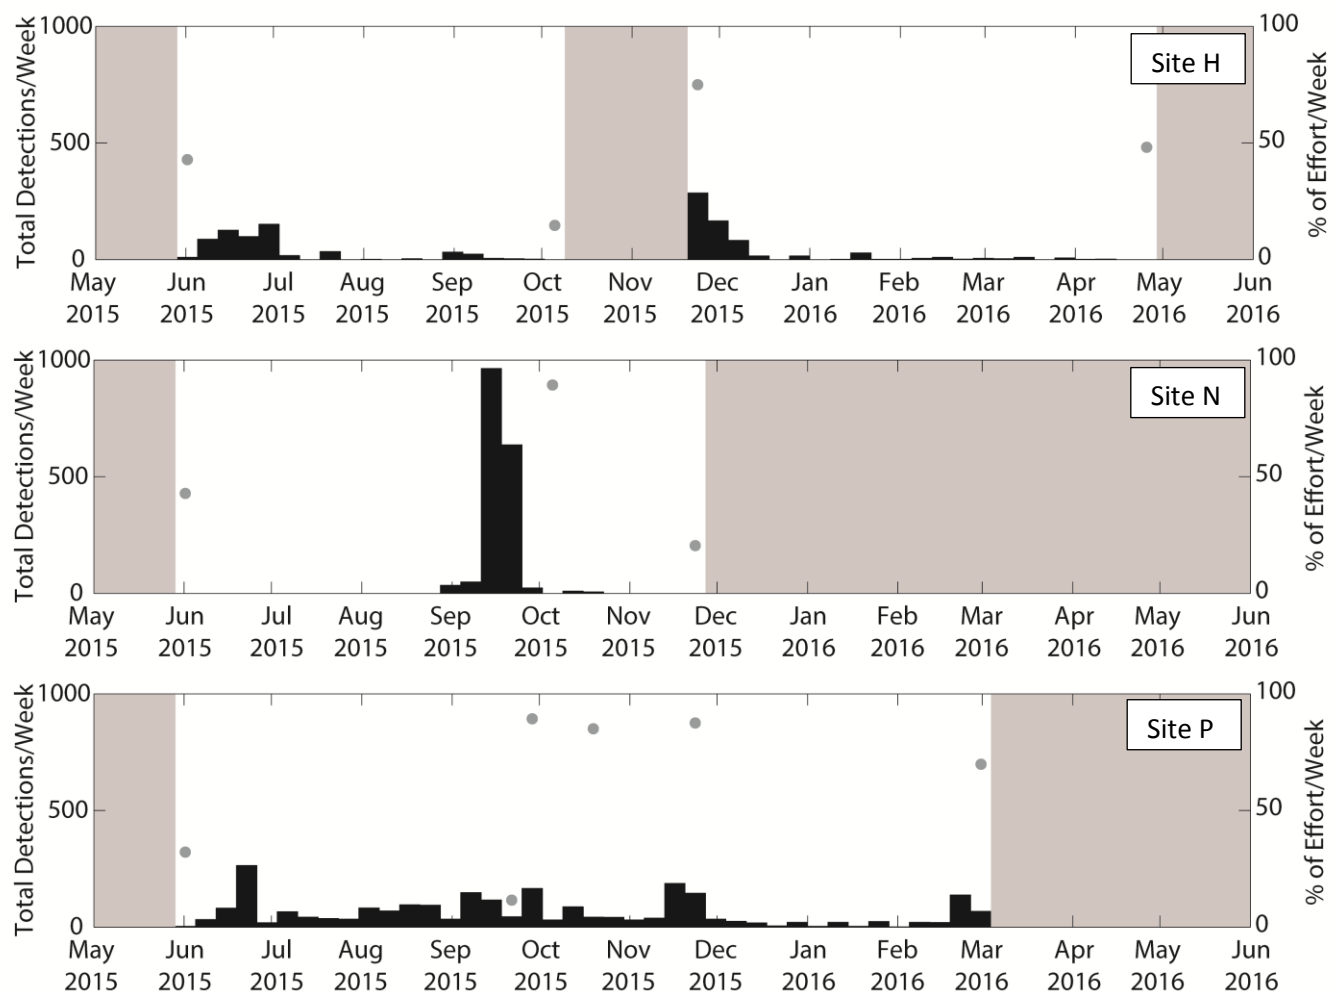 1000
100
Site H
Total Detections/Week
% of Effort/Week
500
50
0
0
May Jun Jul Aug Sep Oct Nov Dec Jan Feb Mar Apr May Jun
2015 2015 2015 2015 2015 2015 2015 2015 2016 2016 2016 2016 2016 2016
1000
100
Site N
Total Detections/Week
% of Effort/Week
500
50
0
0
May Jun Jul Aug Sep Oct Nov Dec Jan Feb Mar Apr May Jun
2015 2015 2015 2015 2015 2015 2015 2015 2016 2016 2016 2016 2016 2016
1000
100
Site P
Total Detections/Week
% of Effort/Week
500
50
0
0
May Jun Jul Aug Sep Oct Nov Dec Jan Feb Mar Apr May Jun
2015 2015 2015 2015 2015 2015 2015 2015 2016 2016 2016 2016 2016 2016